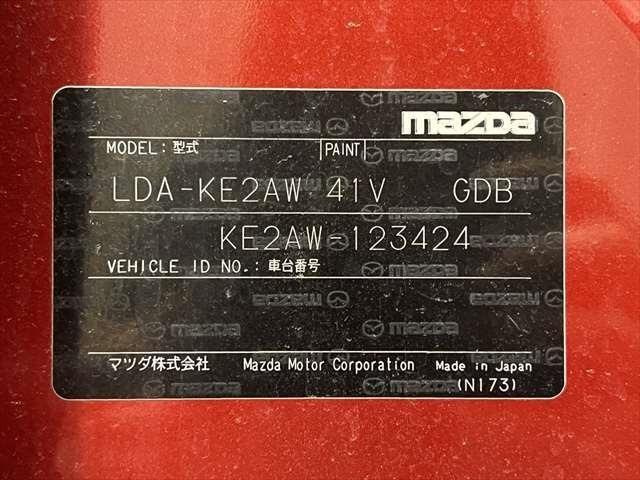 mazda
MODEL: 型式 PAINT
LDA-KE2AW 41V GDB
KE2AW-123424
VEHICLE ID NO.: 車台番号
マツダ株式会社 Mazda Motor Corporation Made in Japan
(N173)